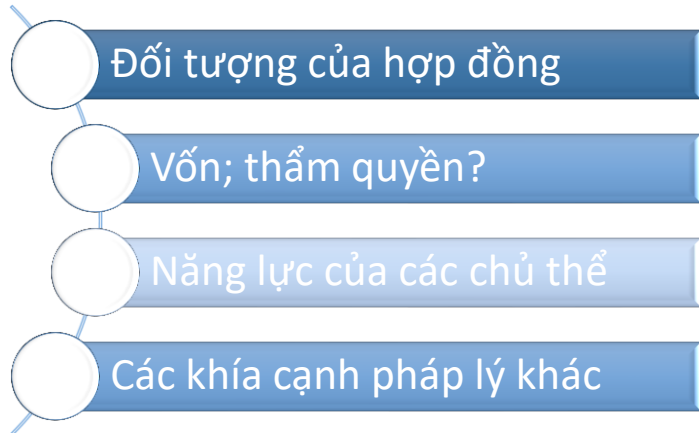 Đối tượng của hợp đồng
Vốn; thẩm quyền?
Năng lực của các chủ thể
Các khía cạnh pháp lý khác